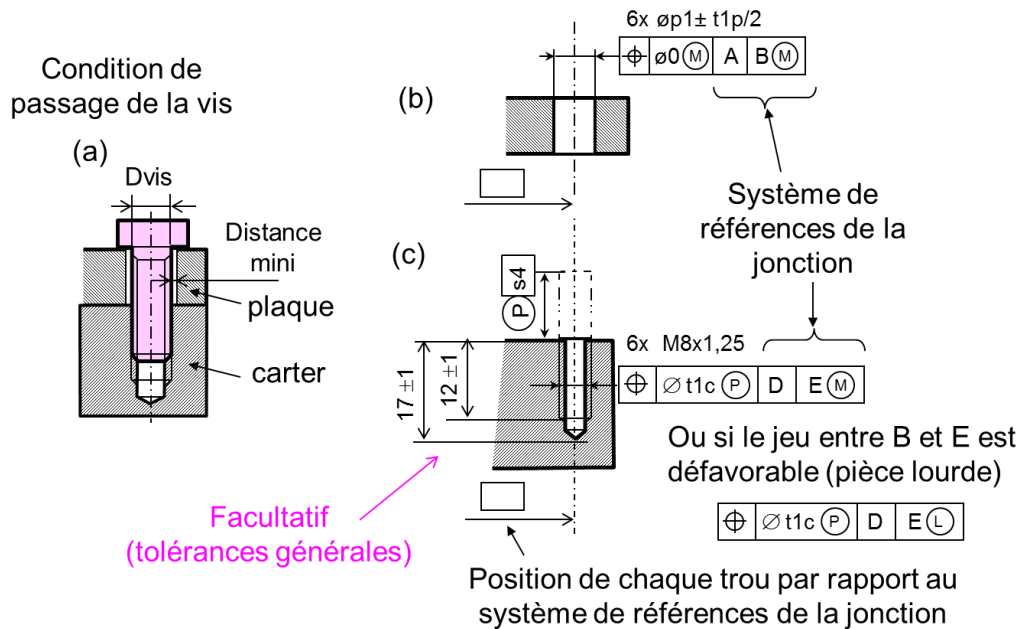 Condition de
passage de la vis
(a)
Dvis
Distance
mini
plaque
carter
(b)
6x øp1± t1p/2
⌖ ø0 Ⓜ A B Ⓜ
Système de
références de la
jonction
(c)
Ⓟ s4
17 ±1
12 ±1
6x M8x1,25
⌖ ∅ t1c Ⓟ D E Ⓜ
Ou si le jeu entre B et E est
défavorable (pièce lourde)
⌖ ∅ t1c Ⓟ D E Ⓛ
Facultatif
(tolérances générales)
Position de chaque trou par rapport au
système de références de la jonction